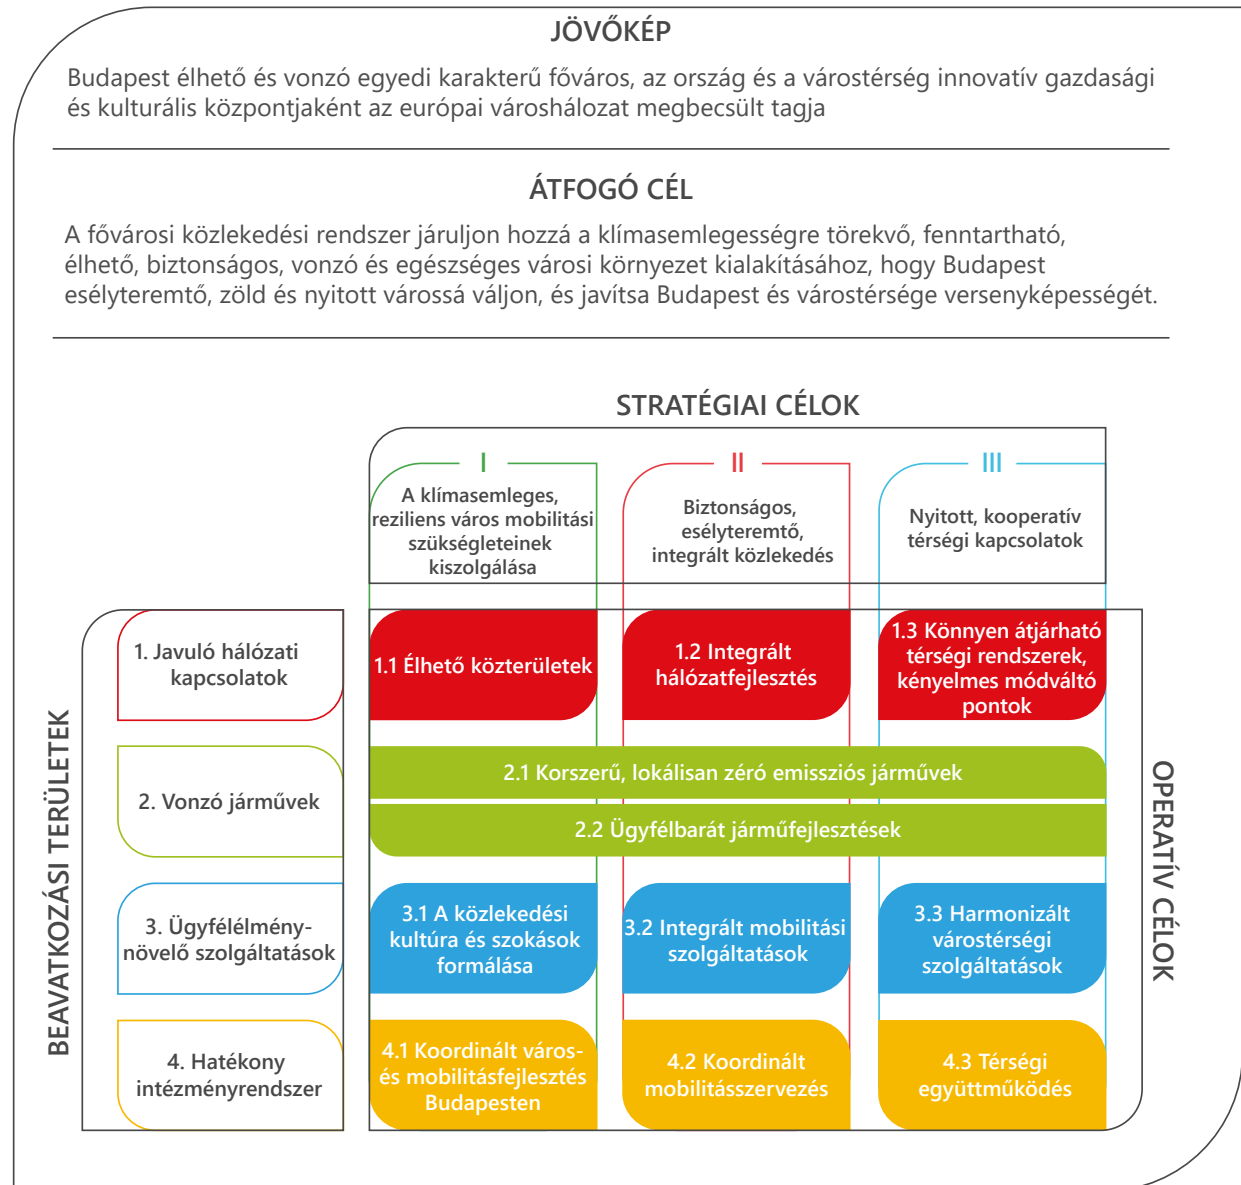 JÖVŐKÉP
Budapest élhető és vonzó egyedi karakterű főváros, az ország és a várostérség innovatív gazdasági
és kulturális központjaként az európai városhálózat megbecsült tagja
ÁTFOGÓ CÉL
A fővárosi közlekedési rendszer járuljon hozzá a klímasemlegességre törekvő, fenntartható,
élhető, biztonságos, vonzó és egészséges városi környezet kialakításához, hogy Budapest
esélyteremtő, zöld és nyitott várossá váljon, és javítsa Budapest és várostérsége versenyképességét.
STRATÉGIAI CÉLOK
I
A klímasemleges,
reziliens város mobilitási
szükségleteinek
kiszolgálása
II
Biztonságos,
esélyteremtő,
integrált közlekedés
III
Nyitott, kooperatív
térségi kapcsolatok
BEAVATKOZÁSI TERÜLETEK
1. Javuló hálózati
kapcsolatok
1.1 Élhető közterületek
1.2 Integrált
hálózatfejlesztés
1.3 Könnyen átjárható
térségi rendszerek,
kényelmes módváltó
pontok
2. Vonzó járművek
2.1 Korszerű, lokálisan zéró emissziós járművek
2.2 Ügyfélbarát járműfejlesztések
3. Ügyfélélmény-
növelő szolgáltatások
3.1 A közlekedési
kultúra és szokások
formálása
3.2 Integrált mobilitási
szolgáltatások
3.3 Harmonizált
várostérségi
szolgáltatások
4. Hatékony
intézményrendszer
4.1 Koordinált város-
és mobilitásfejlesztés
Budapesten
4.2 Koordinált
mobilitásszervezés
4.3 Térségi
együttműködés
OPERATÍV CÉLOK